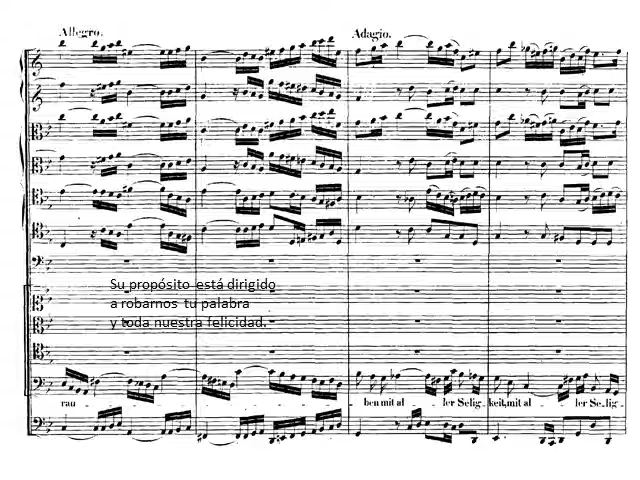 Allegro. Adagio.
Su propósito está dirigido
a robarnos tu palabra
y toda nuestra felicidad.
rau - - - - ben mit al - - ler Selig - keit, mit al - - ler Se-lig -